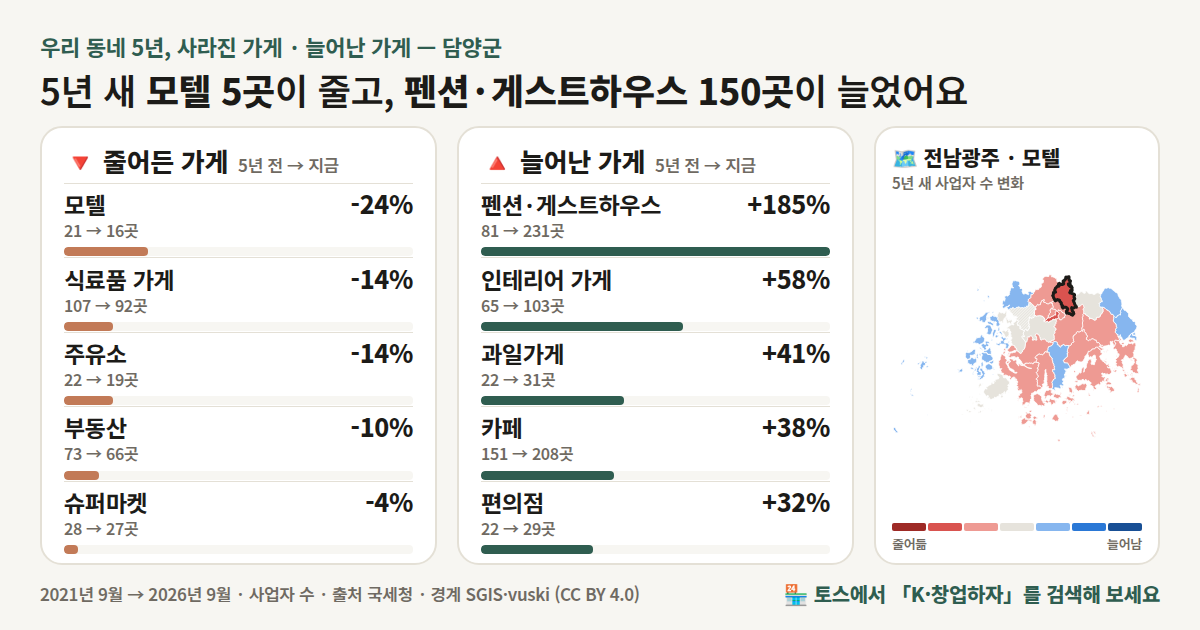 우리 동네 5년, 사라진 가게 · 늘어난 가게 — 담양군
5년 새 모텔 5곳이 줄고, 펜션·게스트하우스 150곳이 늘었어요
🔻 줄어든 가게 5년 전 → 지금
모텔 -24%
21 → 16곳
식료품 가게 -14%
107 → 92곳
주유소 -14%
22 → 19곳
부동산 -10%
73 → 66곳
슈퍼마켓 -4%
28 → 27곳
🔺 늘어난 가게 5년 전 → 지금
펜션·게스트하우스 +185%
81 → 231곳
인테리어 가게 +58%
65 → 103곳
과일가게 +41%
22 → 31곳
카페 +38%
151 → 208곳
편의점 +32%
22 → 29곳
🗺️ 전남광주 · 모텔
5년 새 사업자 수 변화
줄어듦 늘어남
2021년 9월 → 2026년 9월 · 사업자 수 · 출처 국세청 · 경계 SGIS·vuski (CC BY 4.0)
🏪 토스에서 「K·창업하자」를 검색해 보세요